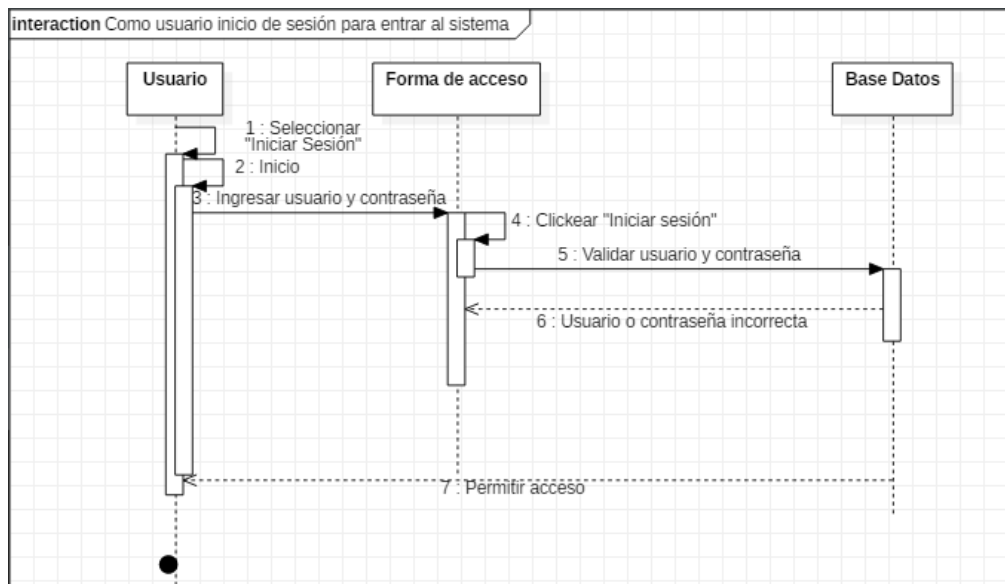 interaction Como usuario inicio de sesión para entrar al sistema
Usuario
Forma de acceso
Base Datos
1 : Seleccionar
"Iniciar Sesión"
2 : Inicio
3 : Ingresar usuario y contraseña
4 : Clickear "Iniciar sesión"
5 : Validar usuario y contraseña
6 : Usuario o contraseña incorrecta
7 : Permitir acceso